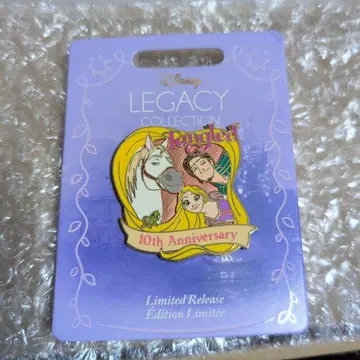 Disney
LEGACY
COLLECTION
Tangled
10th Anniversary
Limited Release
Édition Limitée